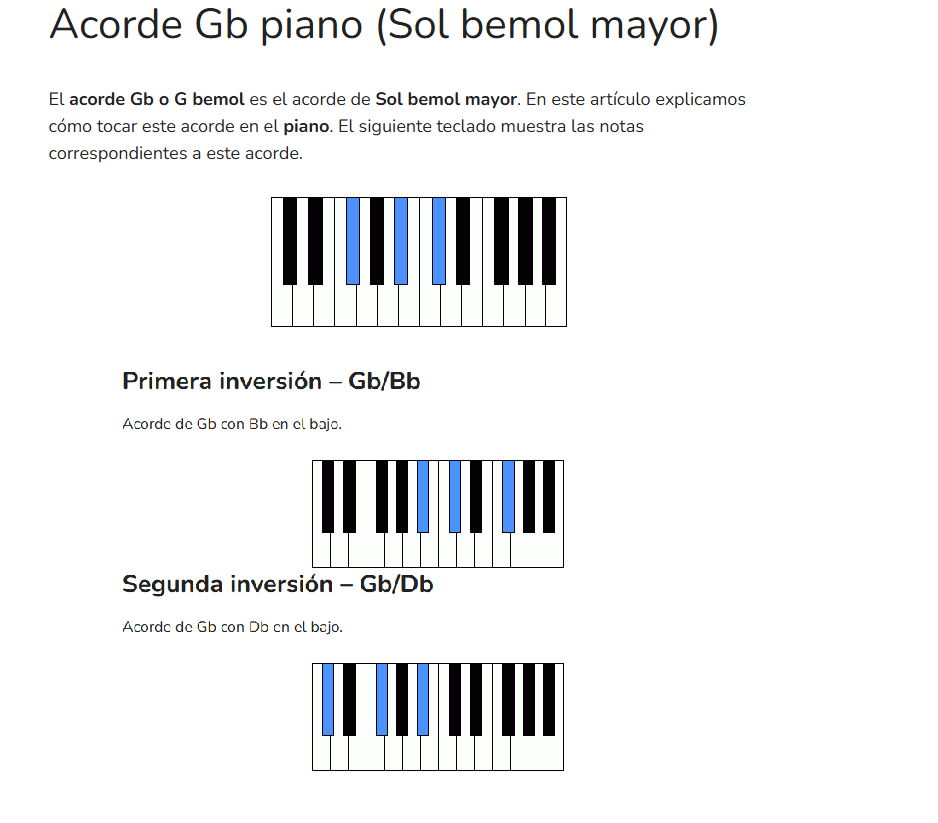 Acorde Gb piano (Sol bemol mayor)
El acorde Gb o G bemol es el acorde de Sol bemol mayor. En este artículo explicamos
cómo tocar este acorde en el piano. El siguiente teclado muestra las notas
correspondientes a este acorde.
Primera inversión – Gb/Bb
Acorde de Gb con Bb en el bajo.
Segunda inversión – Gb/Db
Acorde de Gb con Db en el bajo.